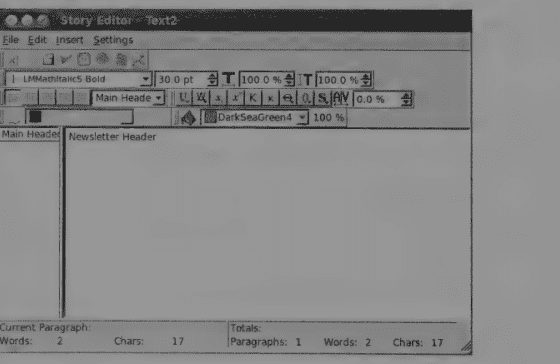 Story Editor - Text2
File Edit Insert Settings
LMMathItalic5 Bold 30.0 pt 100.0 % 100.0 %
Main Heade 0.0 %
DarkSeaGreen4 100 %
Main Header Newsletter Header
Current Paragraph: Totals:
Words: 2 Chars: 17 Paragraphs: 1 Words: 2 Chars: 17